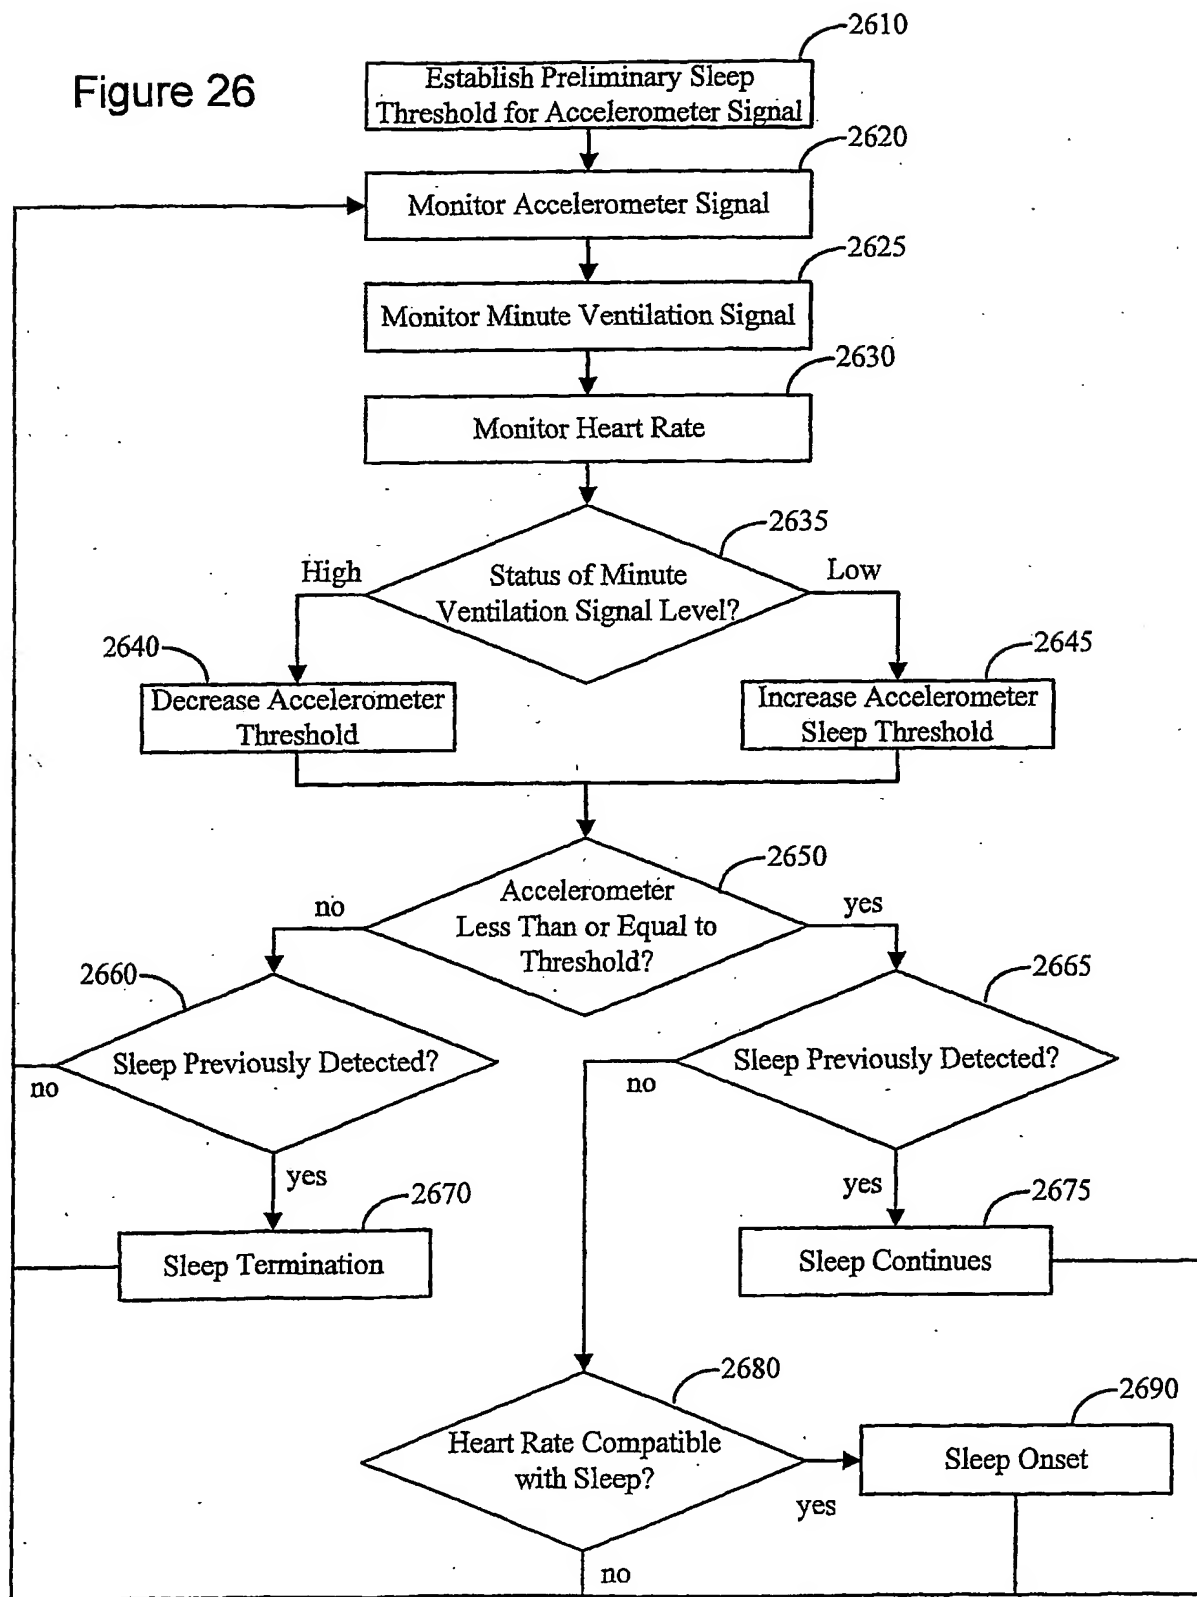 2610
Figure 26
Establish Preliminary Sleep
Threshold for Accelerometer Signal
2620
Monitor Accelerometer Signal
2625
Monitor Minute Ventilation Signal
2630
Monitor Heart Rate
2635
High
Status of Minute
Ventilation Signal Level?
Low
2640
2645
Decrease Accelerometer
Threshold
Increase Accelerometer
Sleep Threshold
2650
no
Accelerometer
Less Than or Equal to
Threshold?
yes
2660
2665
Sleep Previously Detected?
no
Sleep Previously Detected?
no
yes
2670
yes
2675
Sleep Termination
Sleep Continues
2680
2690
Heart Rate Compatible
with Sleep?
Sleep Onset
yes
no